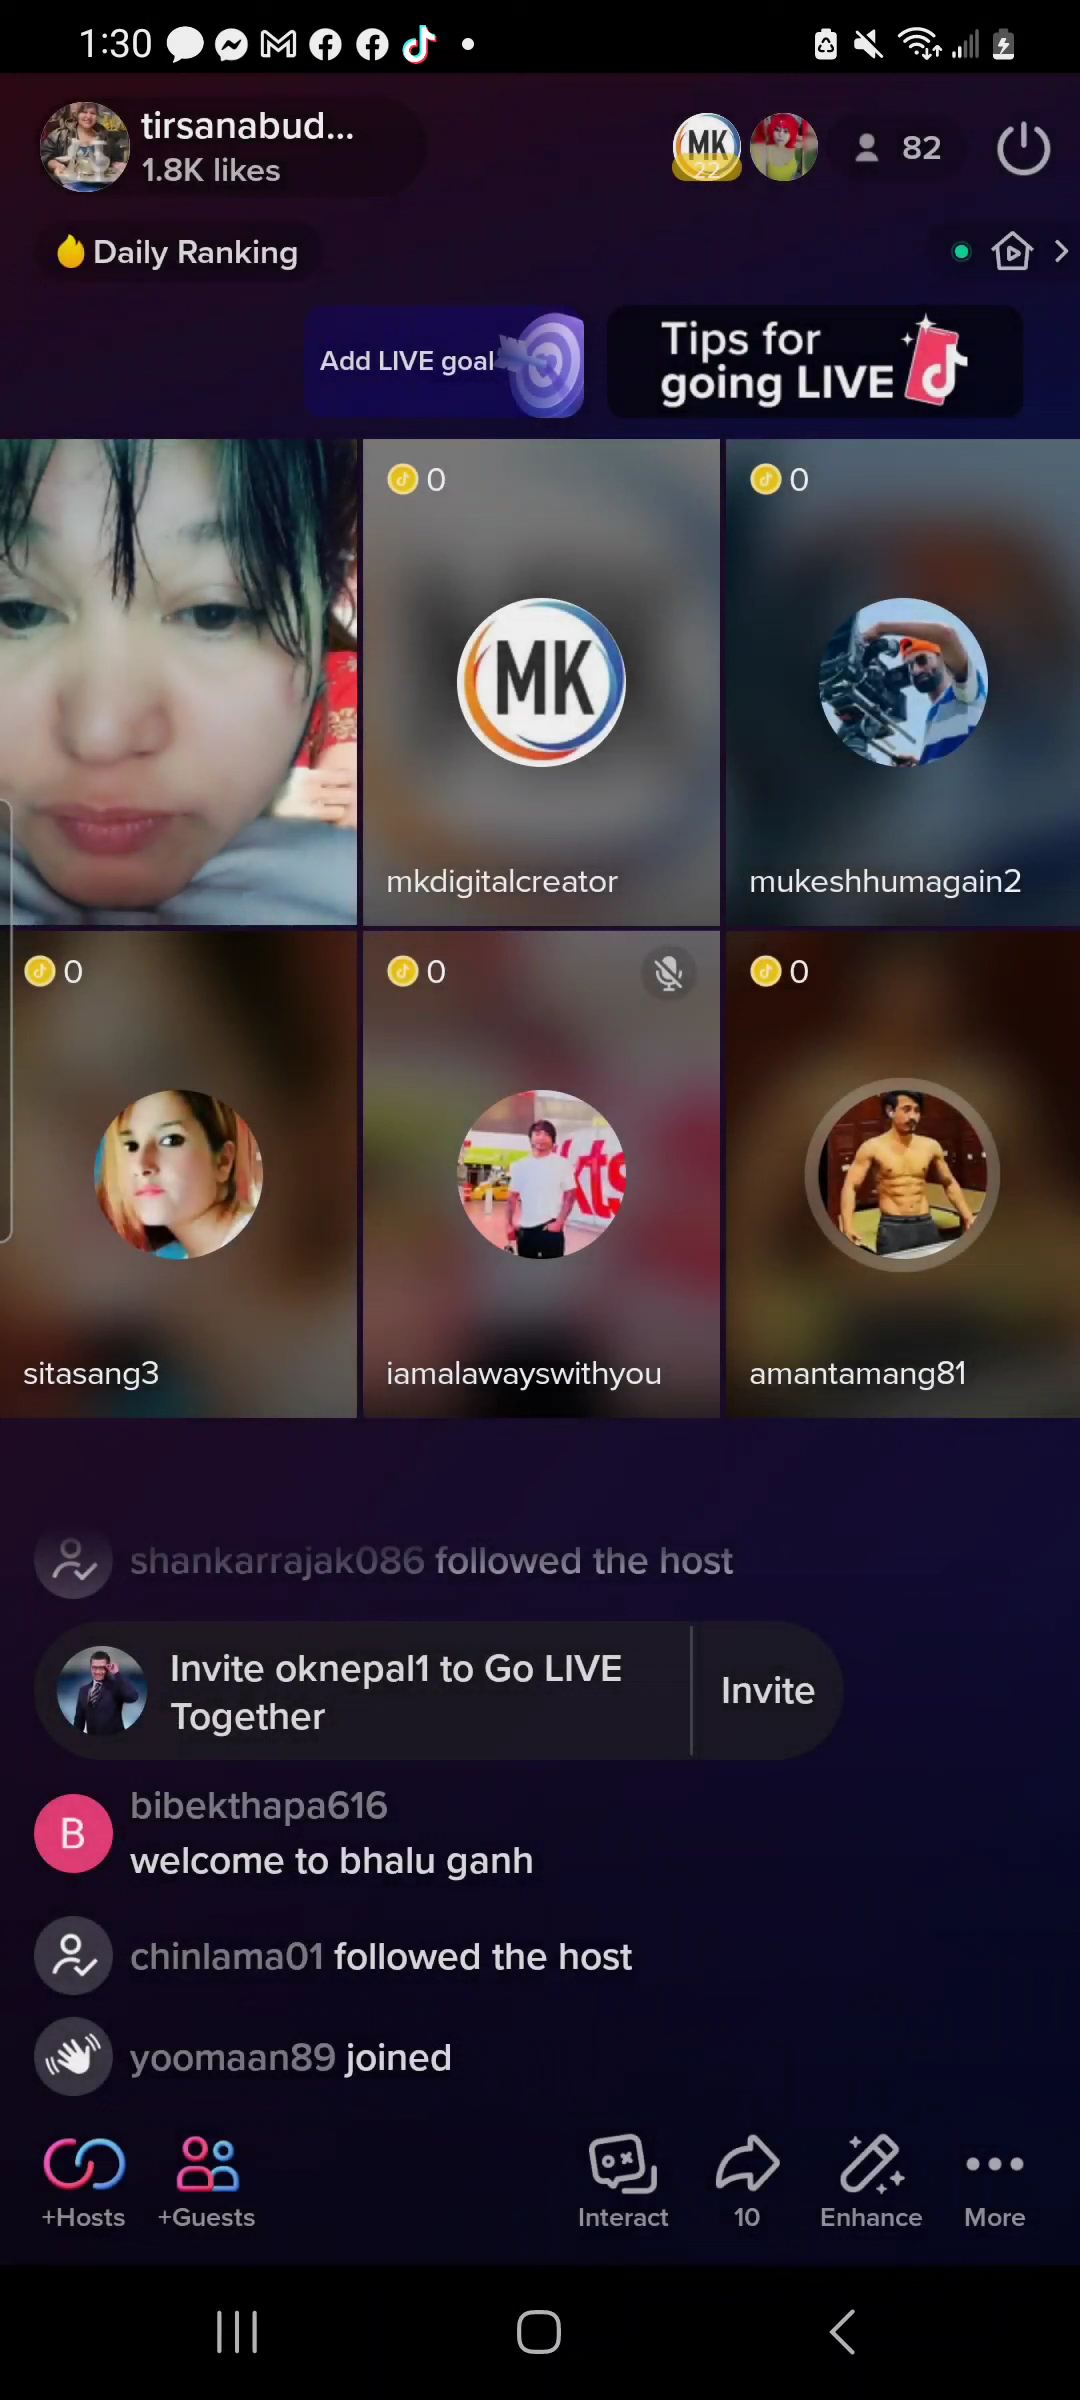 1:30
tirsanabud...
1.8K likes
MK
22
82
Daily Ranking
Add LIVE goal
Tips for
going LIVE
0
0
MK
mkdigitalcreator
mukeshhumagain2
0
0
0
kts
sitasang3
iamalawayswithyou
amantamang81
shankarrajak086 followed the host
Invite oknepal1 to Go LIVE
Together
Invite
B
bibekthapa616
welcome to bhalu ganh
chinlama01 followed the host
yoomaan89 joined
+Hosts
+Guests
Interact
10
Enhance
More